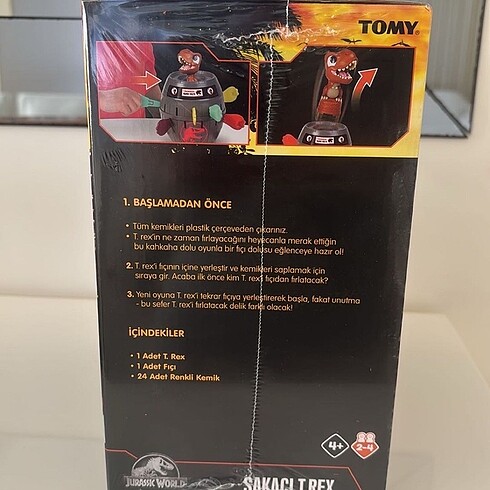 TOMY
1. BAŞLAMADAN ÖNCE
• Tüm kemikleri plastik çerçeveden çıkarınız.
• T. rex'in ne zaman fırlayacağını heyecanla merak ettiğin
bu kahkaha dolu oyunla bir fıçı dolusu eğlenceye hazır ol!
2. T. rex'i fıçının içine yerleştir ve kemikleri saplamak için
sıraya gir. Acaba ilk önce kim T. rex'i fıçıdan fırlatacak?
3. Yeni oyuna T. rex'i tekrar fıçıya yerleştirerek başla, fakat unutma
- bu sefer T. rex'i fırlatacak delik farklı olacak!
İÇİNDEKİLER
• 1 Adet T. Rex
• 1 Adet Fıçı
• 24 Adet Renkli Kemik
4+
2-4
JURASSIC WORLD
ŞAKACI T.REX